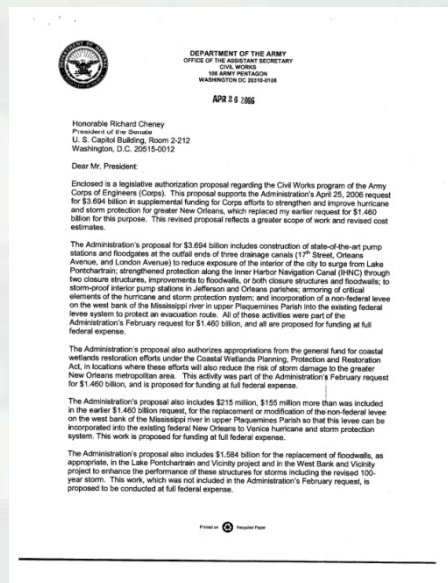 DEPARTMENT OF THE ARMY
OFFICE OF THE ASSISTANT SECRETARY
CIVIL WORKS
108 ARMY PENTAGON
WASHINGTON DC 20310-0108
APR 26 2006
Honorable Richard Cheney
President of the Senate
U. S. Capitol Building, Room 2-212
Washington, D.C. 20515-0012
Dear Mr. President:
Enclosed is a legislative authorization proposal regarding the Civil Works program of the Army
Corps of Engineers (Corps). This proposal supports the Administration's April 25, 2006 request
for $3.694 billion in supplemental funding for Corps efforts to strengthen and improve hurricane
and storm protection for greater New Orleans, which replaced my earlier request for $1.460
billion for this purpose. This revised proposal reflects a greater scope of work and revised cost
estimates.
The Administration's proposal for $3.694 billion includes construction of state-of-the-art pump
stations and floodgates at the outfall ends of three drainage canals (17th Street, Orleans
Avenue, and London Avenue) to reduce exposure of the interior of the city to surge from Lake
Pontchartrain; strengthened protection along the Inner Harbor Navigation Canal (IHNC) through
two closure structures, improvements to floodwalls, or both closure structures and floodwalls; to
storm-proof interior pump stations in Jefferson and Orleans parishes; armoring of critical
elements of the hurricane and storm protection system; and incorporation of a non-federal levee
on the west bank of the Mississippi river in upper Plaquemines Parish into the existing federal
levee system to protect an evacuation route. All of these activities were part of the
Administration's February request for $1.460 billion, and all are proposed for funding at full
federal expense.
The Administration's proposal also authorizes appropriations from the general fund for coastal
wetlands restoration efforts under the Coastal Wetlands Planning, Protection and Restoration
Act, in locations where these efforts will also reduce the risk of storm damage to the greater
New Orleans metropolitan area. This activity was part of the Administration's February request
for $1.460 billion, and is proposed for funding at full federal expense.
The Administration's proposal also includes $215 million, $155 million more than was included
in the earlier $1.460 billion request, for the replacement or modification of the non-federal levee
on the west bank of the Mississippi river in upper Plaquemines Parish so that this levee can be
incorporated into the existing federal New Orleans to Venice hurricane and storm protection
system. This work is proposed for funding at full federal expense.
The Administration's proposal also includes $1.584 billion for the replacement of floodwalls, as
appropriate, in the Lake Pontchartrain and Vicinity project and in the West Bank and Vicinity
project to enhance the performance of these structures for storms including the revised 100-
year storm. This work, which was not included in the Administration's February request, is
proposed to be conducted at full federal expense.
Printed on Recycled Paper